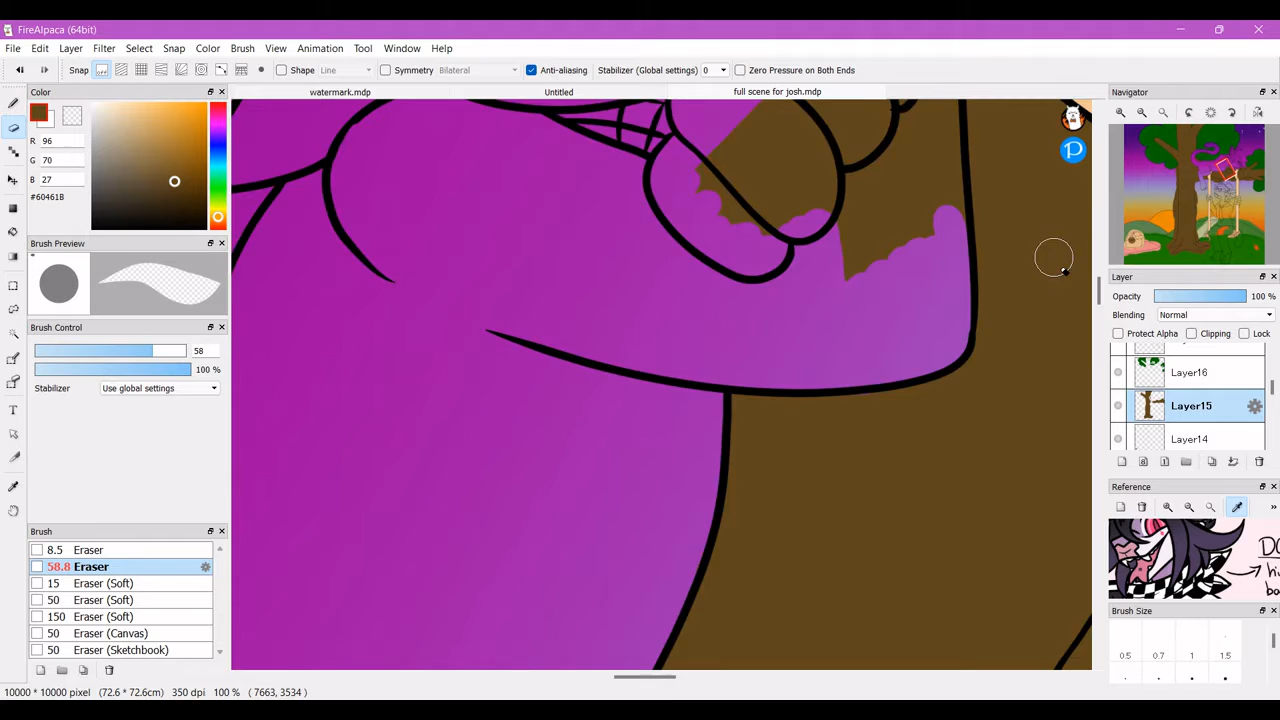 FireAlpaca (64bit)
File Edit Layer Filter Select Snap Color Brush View Animation Tool Window Help
Snap Shape Line Symmetry Bilateral Anti-aliasing Stabilizer (Global settings) 0 Zero Pressure on Both Ends
Color
watermark.mdp Untitled full scene for josh.mdp
Navigator
R 96
G 70
B 27
#60461B
Brush Preview
Brush Control
58
100 %
Stabilizer Use global settings
Brush
8.5 Eraser
58.8 Eraser
15 Eraser (Soft)
50 Eraser (Soft)
150 Eraser (Soft)
50 Eraser (Canvas)
50 Eraser (Sketchbook)
Layer
Opacity 100 %
Blending Normal
Protect Alpha Clipping Lock
Layer16
Layer15
Layer14
Reference
Brush Size
0.5 0.7 1 1.5
10000 * 10000 pixel (72.6 * 72.6cm) 350 dpi 100 % ( 7663, 3534 )